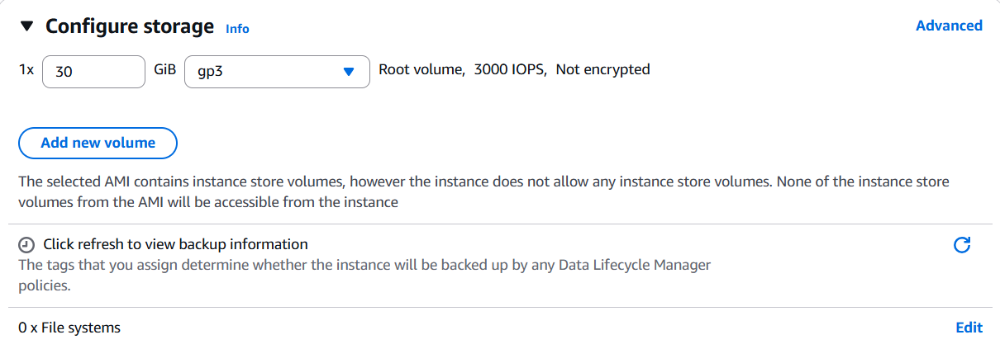 Configure storage Info Advanced
1x 30 GiB gp3 Root volume, 3000 IOPS, Not encrypted
Add new volume
The selected AMI contains instance store volumes, however the instance does not allow any instance store volumes. None of the instance store
volumes from the AMI will be accessible from the instance
Click refresh to view backup information
The tags that you assign determine whether the instance will be backed up by any Data Lifecycle Manager
policies.
0 x File systems Edit